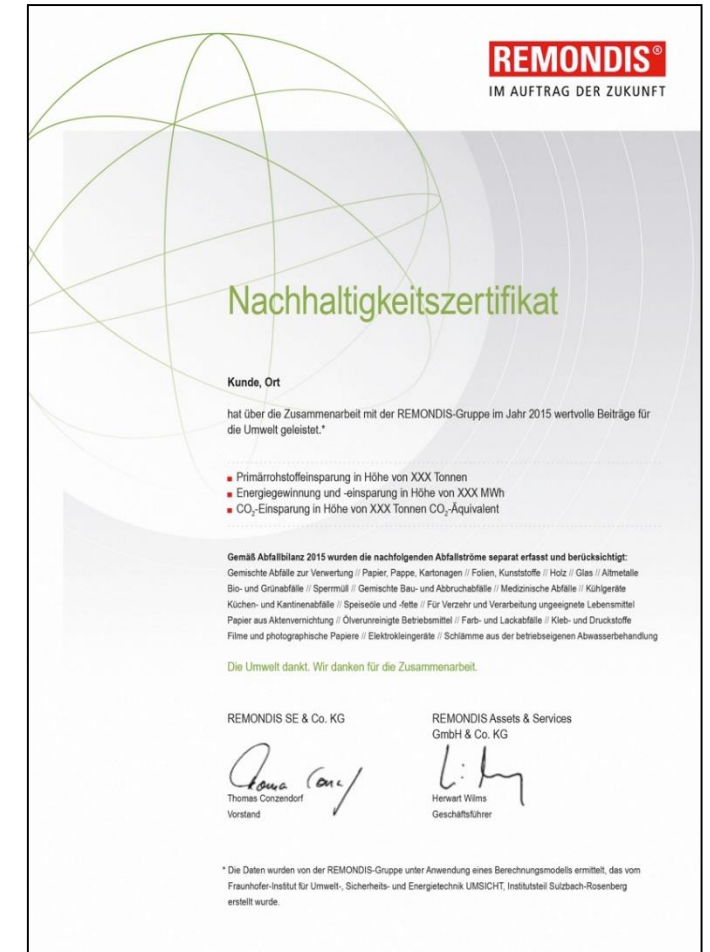 REMONDIS®
IM AUFTRAG DER ZUKUNFT
Nachhaltigkeitszertifikat
Kunde, Ort
hat über die Zusammenarbeit mit der REMONDIS-Gruppe im Jahr 2015 wertvolle Beiträge für
die Umwelt geleistet.*
Primärrohstoffeinsparung in Höhe von XXX Tonnen
Energiegewinnung und -einsparung in Höhe von XXX MWh
CO₂-Einsparung in Höhe von XXX Tonnen CO₂-Äquivalent
Gemäß Abfallbilanz 2015 wurden die nachfolgenden Abfallströme separat erfasst und berücksichtigt:
Gemischte Abfälle zur Verwertung // Papier, Pappe, Kartonagen // Folien, Kunststoffe // Holz // Glas // Altmetalle
Bio- und Grünabfälle // Sperrmüll // Gemischte Bau- und Abbruchabfälle // Medizinische Abfälle // Kühlgeräte
Küchen- und Kantinenabfälle // Speiseöle und -fette // Für Verzehr und Verarbeitung ungeeignete Lebensmittel
Papier aus Aktenvernichtung // Ölverunreinigte Betriebsmittel // Farb- und Lackabfälle // Kleb- und Druckstoffe
Filme und photographische Papiere // Elektrokleingeräte // Schlämme aus der betriebseigenen Abwasserbehandlung
Die Umwelt dankt. Wir danken für die Zusammenarbeit.
REMONDIS SE & Co. KG
Thomas Conzendorf
Vorstand
REMONDIS Assets & Services
GmbH & Co. KG
Herwart Wilms
Geschäftsführer
* Die Daten wurden von der REMONDIS-Gruppe unter Anwendung eines Berechnungsmodells ermittelt, das vom
Fraunhofer-Institut für Umwelt-, Sicherheits- und Energietechnik UMSICHT, Institutsteil Sulzbach-Rosenberg
erstellt wurde.